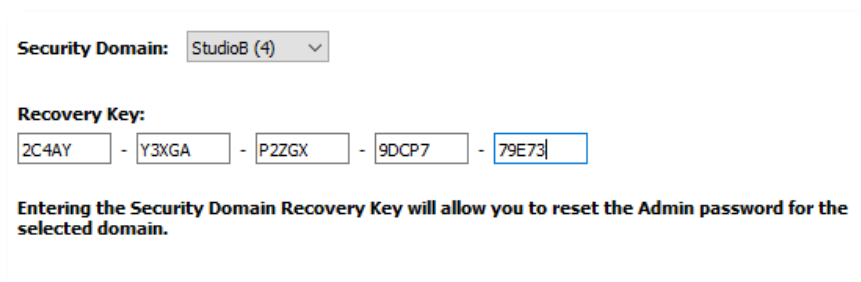 Security Domain: StudioB (4)
Recovery Key:
2C4AY - Y3XGA - P2ZGX - 9DCP7 - 79E73
Entering the Security Domain Recovery Key will allow you to reset the Admin password for the
selected domain.